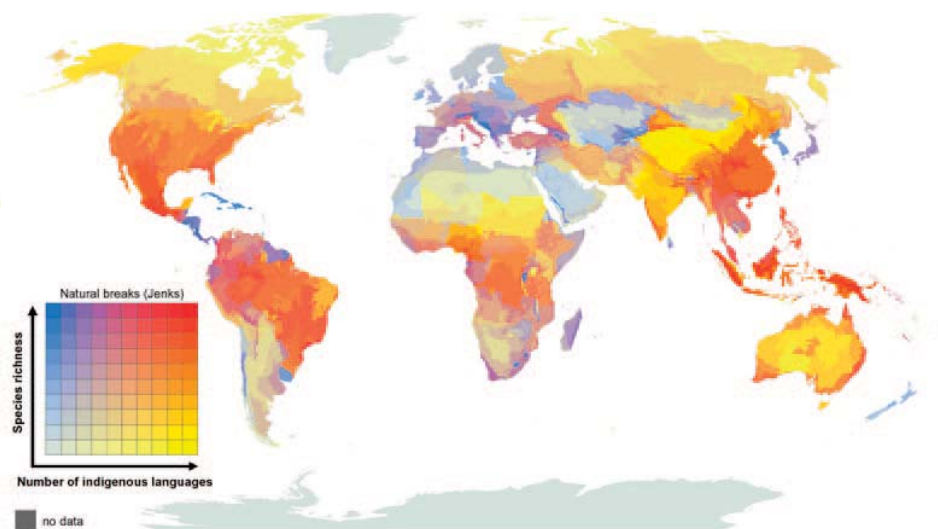 Natural breaks (Jenks)
Species richness
Number of indigenous languages
no data